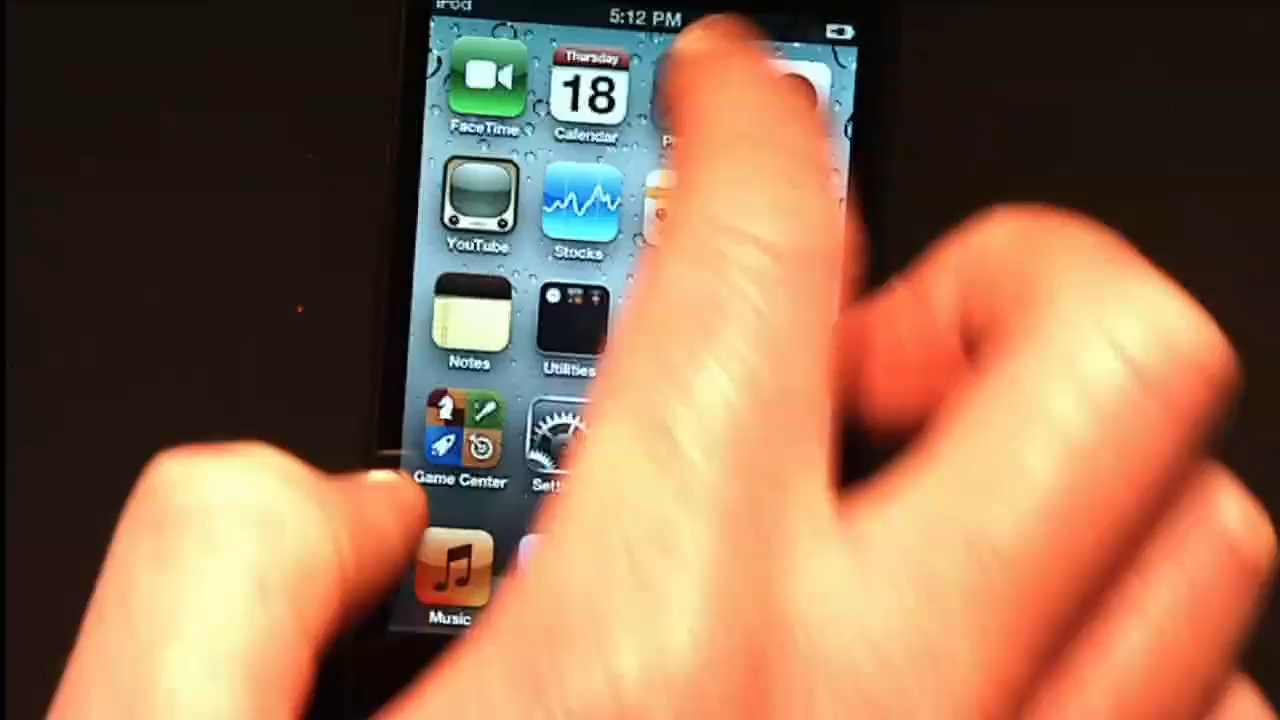 iPod 5:12 PM
Thursday
18
FaceTime Calendar
YouTube Stocks
Notes Utilities
Game Center
Music